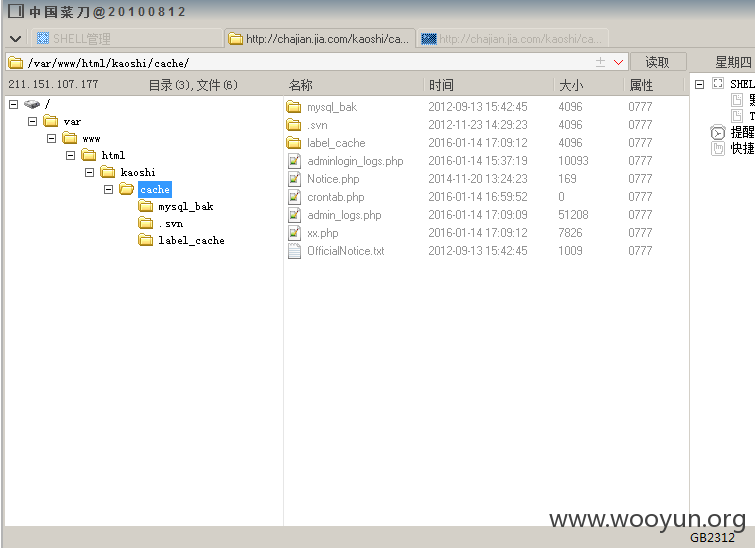 中国菜刀@20100812
SHELL管理 http://chajian.jia.com/kaoshi/ca... http://chajian.jia.com/kaoshi/ca...
/var/www/html/kaoshi/cache/ 读取 星期四
211.151.107.177 目录(3),文件(6) 名称 时间 大小 属性
/
var
www
html
kaoshi
cache
mysql_bak
.svn
label_cache
mysql_bak 2012-09-13 15:42:45 4096 0777
.svn 2012-11-23 14:29:23 4096 0777
label_cache 2016-01-14 17:09:12 4096 0777
adminlogin_logs.php 2016-01-14 15:37:19 10093 0777
Notice.php 2014-11-20 13:24:23 169 0777
crontab.php 2016-01-14 16:59:52 0 0777
admin_logs.php 2016-01-14 17:09:09 51208 0777
xx.php 2016-01-14 17:09:12 7826 0777
OfficialNotice.txt 2012-09-13 15:42:45 1009 0777
SHEL
T
提醒
快捷
www.wooyun.org
GB2312